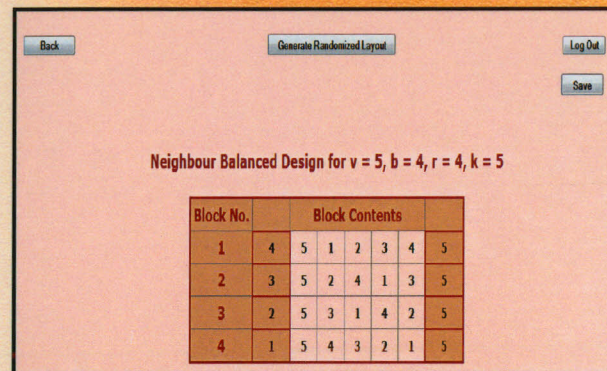 Back Generate Randomized Layout Log Out
Save
Neighbour Balanced Design for v = 5, b = 4, r = 4, k = 5
Block No. Block Contents
1 4 5 1 2 3 4 5
2 3 5 2 4 1 3 5
3 2 5 3 1 4 2 5
4 1 5 4 3 2 1 5